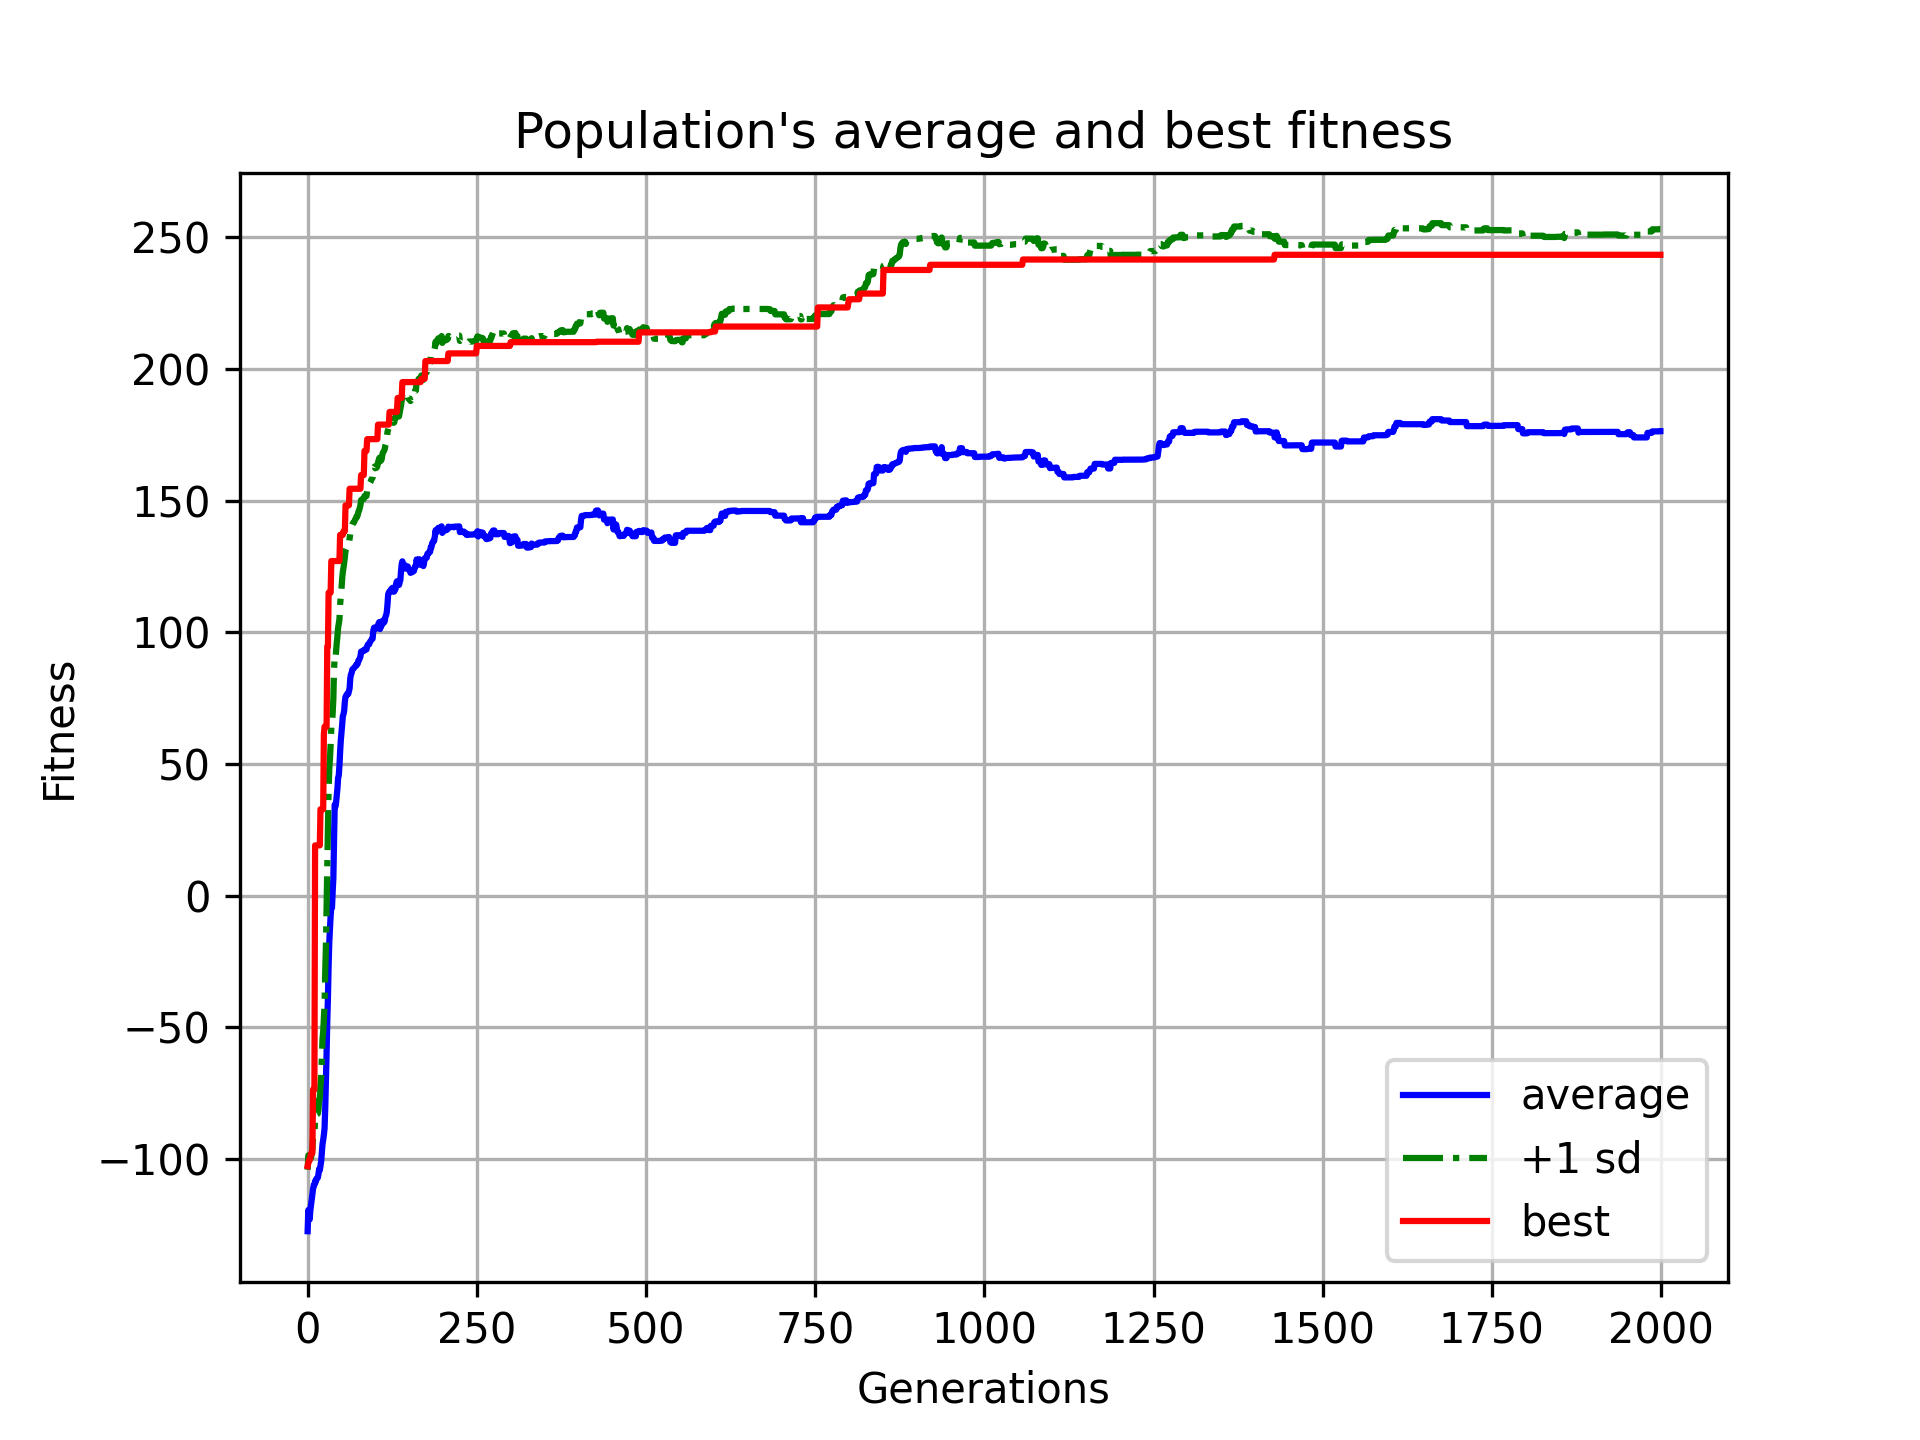 Population's average and best fitness
Fitness
250
200
150
100
50
0
−50
−100
average
+1 sd
best
0 250 500 750 1000 1250 1500 1750 2000
Generations